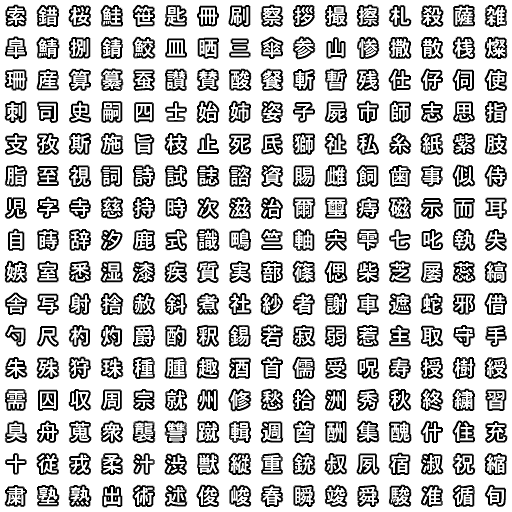 索錯桜鮭笹匙冊刷察拶撮擦札殺薩雑
皐鯖捌錆鮫皿晒三傘参山惨撒散桟燦
珊産算纂蚕讃賛酸餐斬暫残仕仔伺使
刺司史嗣四士始姉姿子屍市師志思指
支孜斯施旨枝止死氏獅祉私糸紙紫肢
脂至視詞詩試誌諮資賜雌飼歯事似侍
児字寺慈持時次滋治爾璽痔磁示而耳
自蒔辞汐鹿式識鴫竺軸宍雫七叱執失
嫉室悉湿漆疾質実蔀篠偲柴芝屡蕊縞
舎写射捨赦斜煮社紗者謝車遮蛇邪借
勺尺杓灼爵酌釈錫若寂弱惹主取守手
朱殊狩珠種腫趣酒首儒受呪寿授樹綬
需囚収周宗就州修愁拾洲秀秋終繍習
臭舟蒐衆襲讐蹴輯週酋酬集醜什住充
十従戎柔汁渋獣縦重銃叔夙宿淑祝縮
粛塾熟出術述俊峻春瞬竣舜駿准循旬